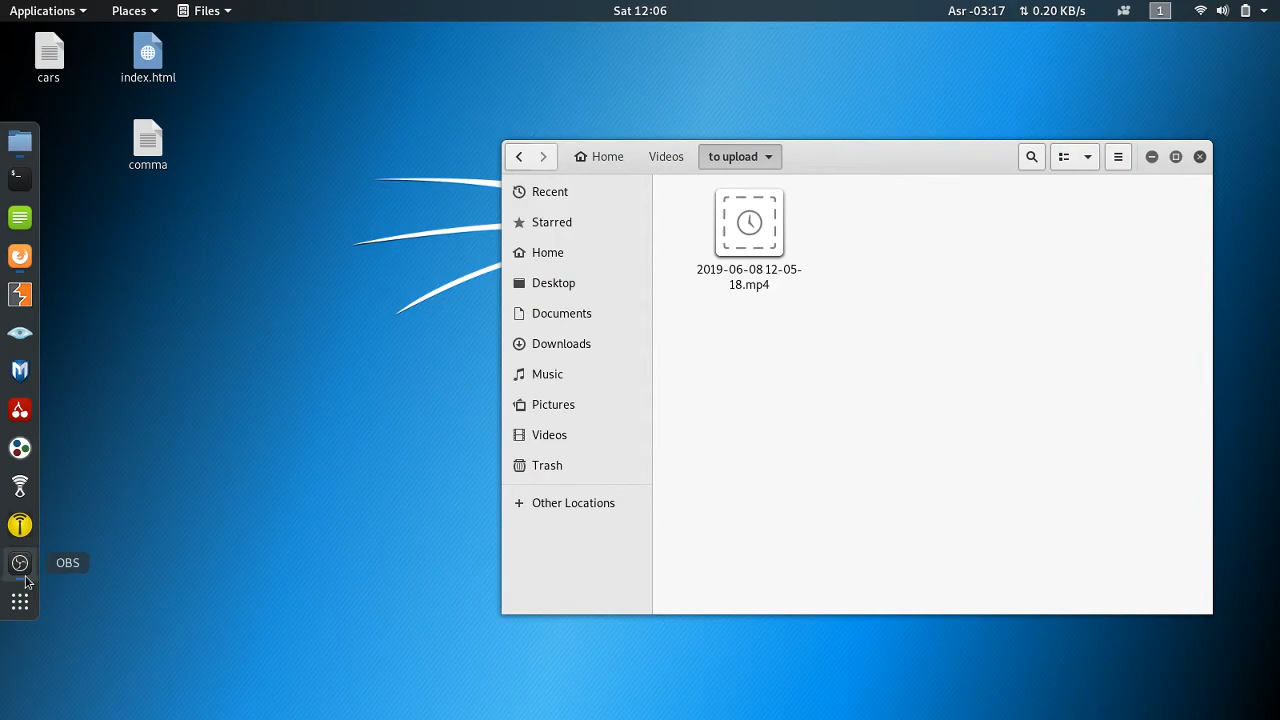 Applications
Places
Files
Sat 12:06
Asr -03:17
0.20 KB/s
1
cars
index.html
comma
Home
Videos
to upload
Recent
Starred
Home
Desktop
Documents
Downloads
Music
Pictures
Videos
Trash
Other Locations
2019-06-08 12-05-
18.mp4
OBS